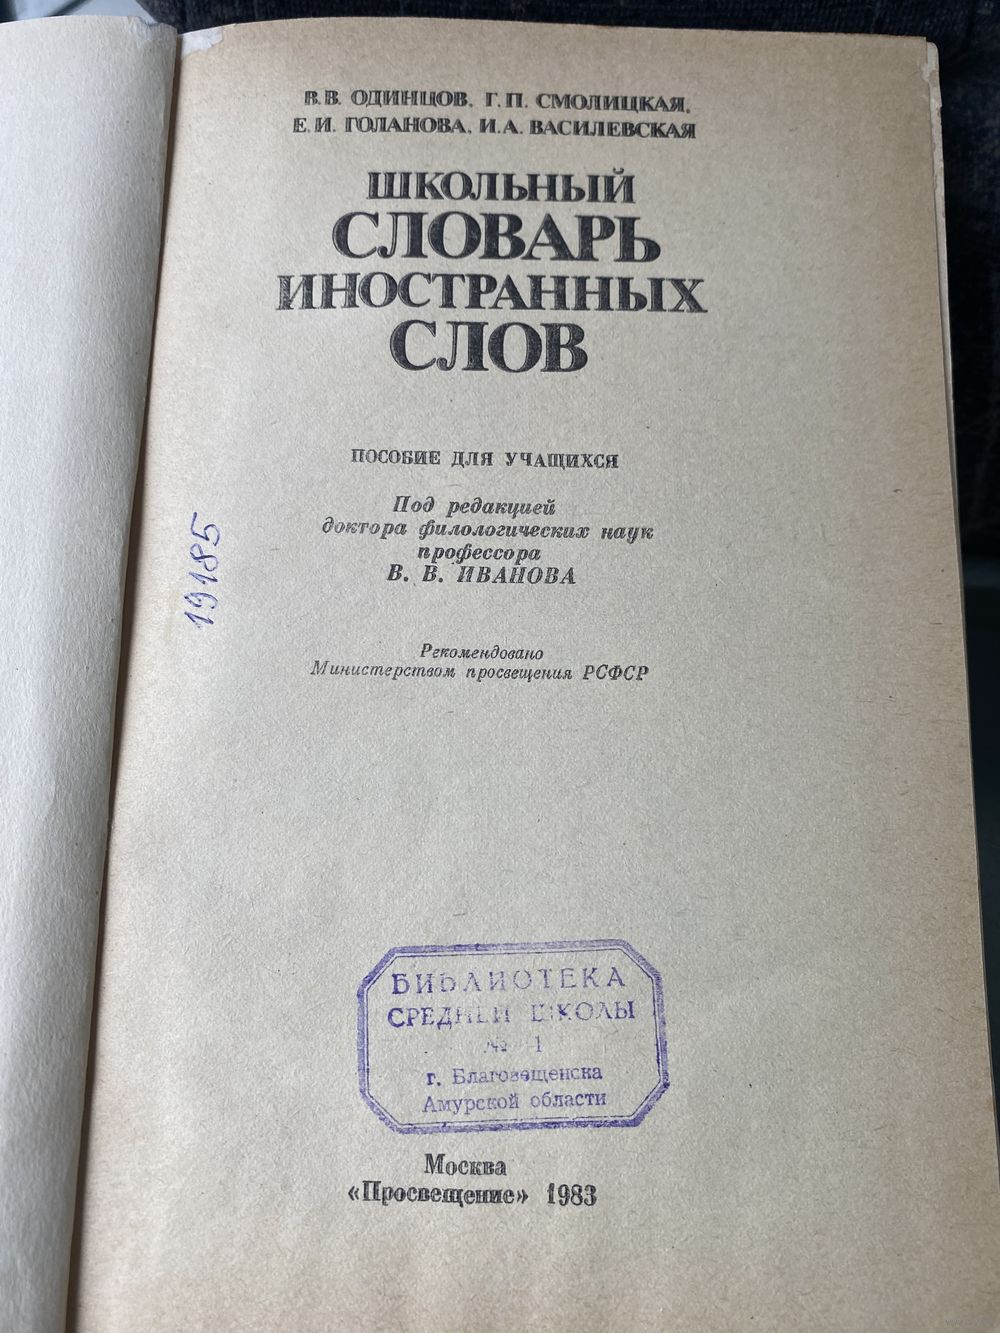 В. В. ОДИНЦОВ, Г. П. СМОЛИЦКАЯ,
Е. И. ГОЛАНОВА, И. А. ВАСИЛЕВСКАЯ
ШКОЛЬНЫЙ
СЛОВАРЬ
ИНОСТРАННЫХ
СЛОВ
ПОСОБИЕ ДЛЯ УЧАЩИХСЯ
Под редакцией
доктора филологических наук
профессора
В. В. ИВАНОВА
19185
Рекомендовано
Министерством просвещения РСФСР
БИБЛИОТЕКА
СРЕДНЕЙ ШКОЛЫ
№ 1
г. Благовещенска
Амурской области
Москва
«Просвещение» 1983